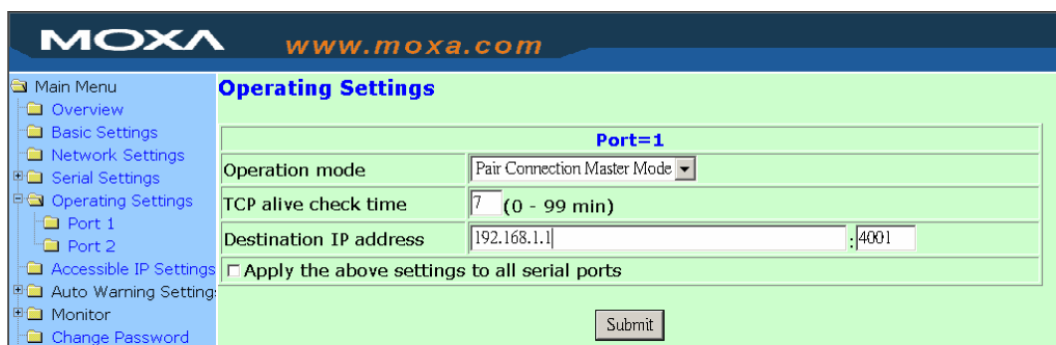 MOXA
www.moxa.com
Main Menu
Overview
Basic Settings
Network Settings
Serial Settings
Operating Settings
Port 1
Port 2
Accessible IP Settings
Auto Warning Setting
Monitor
Change Password
Operating Settings
Port=1
Operation mode
Pair Connection Master Mode
TCP alive check time
7 (0 - 99 min)
Destination IP address
192.168.1.1 : 4001
Apply the above settings to all serial ports
Submit